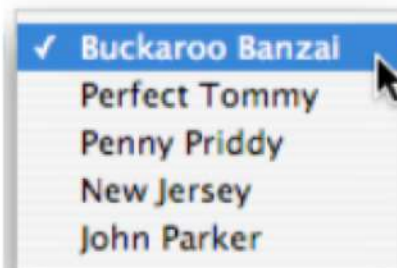 ✓ Buckaroo Banzai
Perfect Tommy
Penny Priddy
New Jersey
John Parker